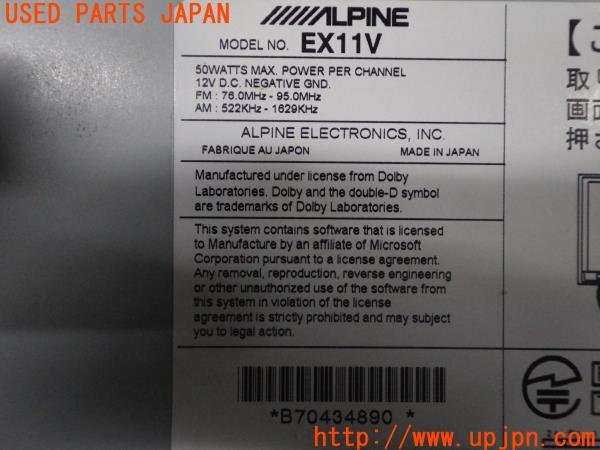 USED PARTS JAPAN
ALPINE
MODEL NO. EX11V
50WATTS MAX. POWER PER CHANNEL
12V D.C. NEGATIVE GND.
FM : 76.0MHz - 95.0MHz
AM : 522KHz - 1629KHz
ALPINE ELECTRONICS, INC.
FABRIQUE AU JAPON MADE IN JAPAN
Manufactured under license from Dolby
Laboratories. Dolby and the double-D symbol
are trademarks of Dolby Laboratories.
This system contains software that is licensed
to Manufacture by an affiliate of Microsoft
Corporation pursuant to a license agreement.
Any removal, reproduction, reverse engineering
or other unauthorized use of the software from
this system in violation of the license
agreement is strictly prohibited and may subject
you to legal action.
*B70434890 *
【こ
取り
画面
押さ
http://www.upjpn.com